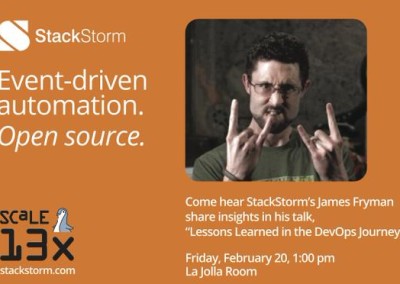 StackStorm
Event-driven
automation.
Open source.
Come hear StackStorm's James Fryman
share insights in his talk,
"Lessons Learned in the DevOps Journey
Friday, February 20, 1:00 pm
La Jolla Room
SCALE
13x
stackstorm.com